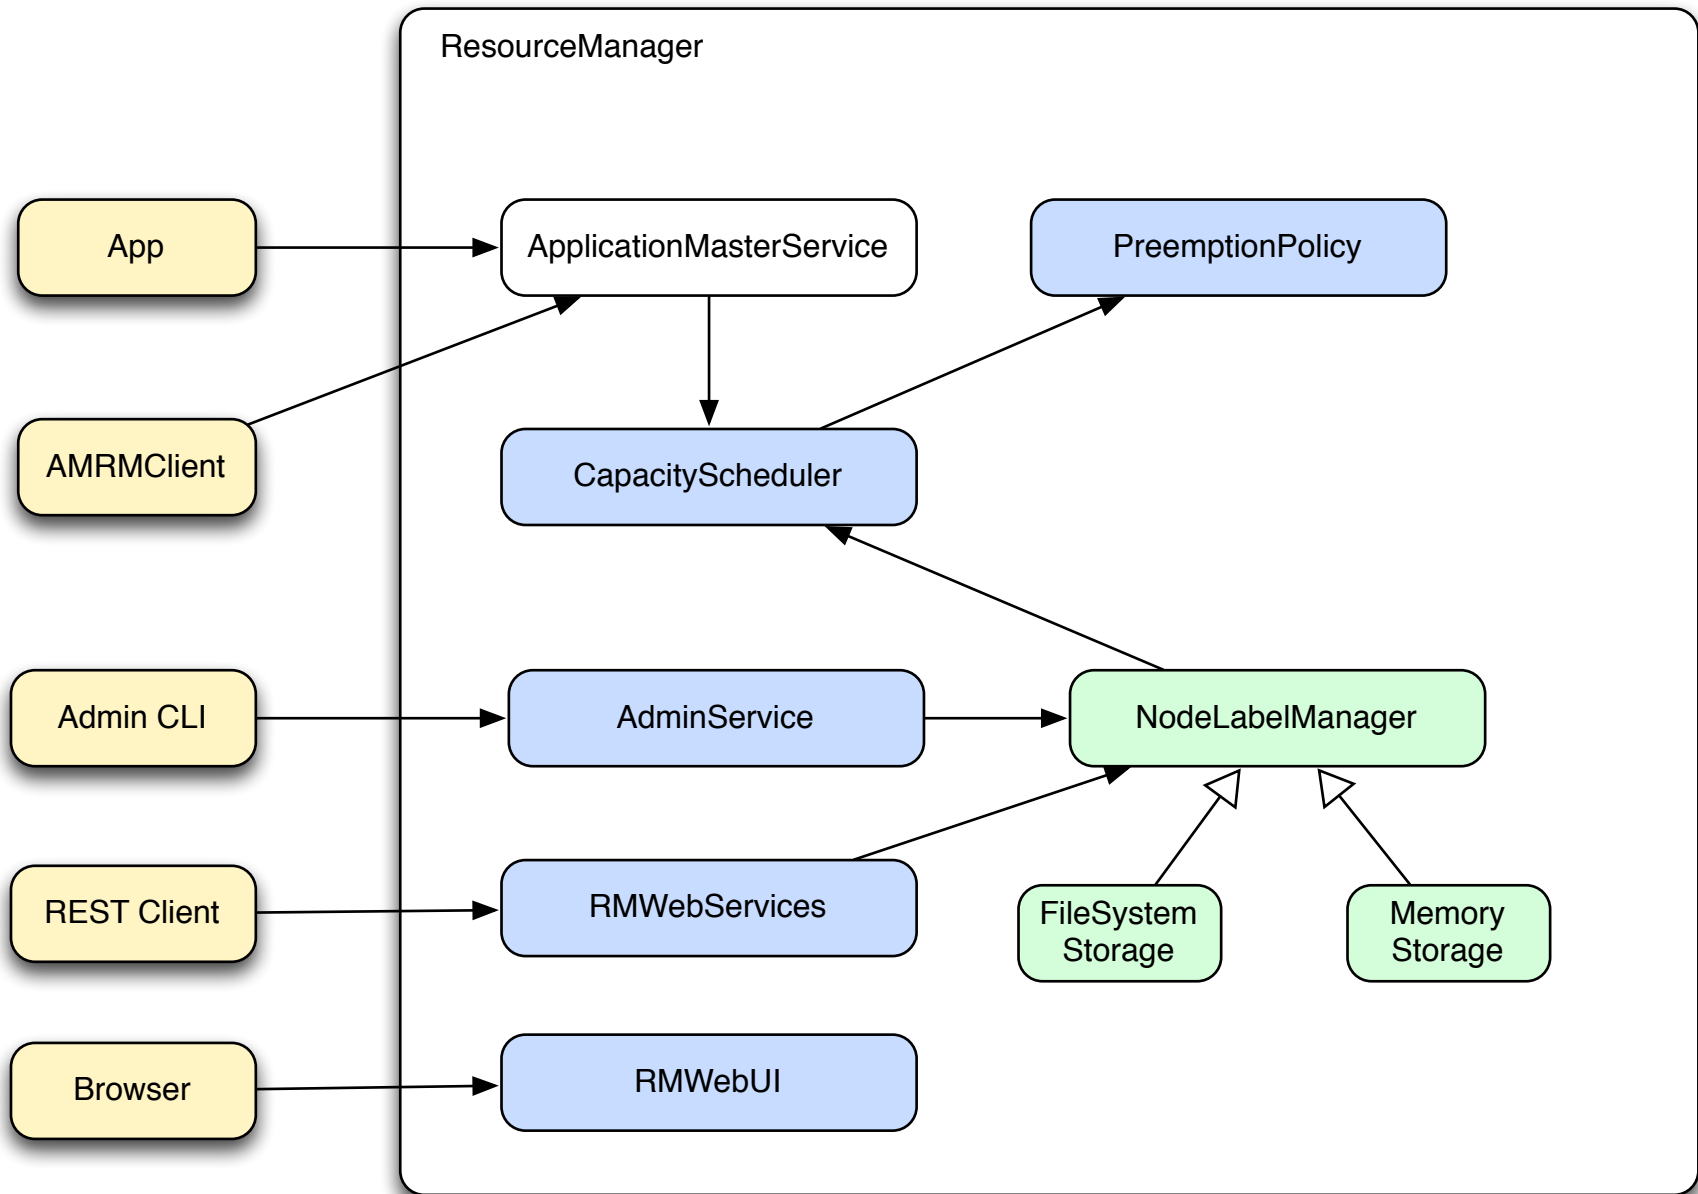 ResourceManager
App
ApplicationMasterService
PreemptionPolicy
AMRMClient
CapacityScheduler
Admin CLI
AdminService
NodeLabelManager
REST Client
RMWebServices
FileSystem
Storage
Memory
Storage
Browser
RMWebUI